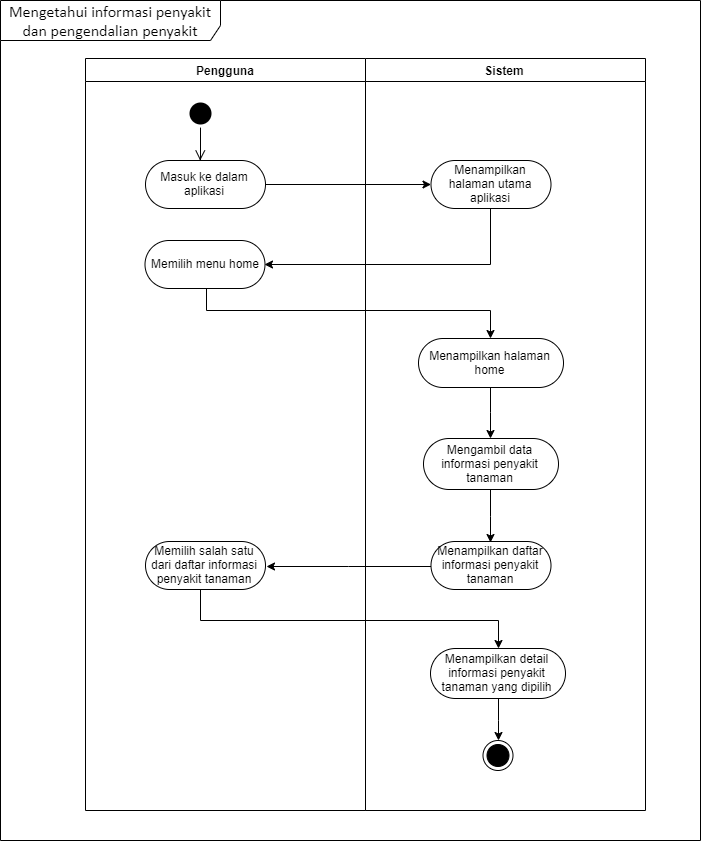 Mengetahui informasi penyakit
dan pengendalian penyakit
Pengguna
Sistem
Masuk ke dalam
aplikasi
Menampilkan
halaman utama
aplikasi
Memilih menu home
Menampilkan halaman
home
Mengambil data
informasi penyakit
tanaman
Menampilkan daftar
informasi penyakit
tanaman
Memilih salah satu
dari daftar informasi
penyakit tanaman
Menampilkan detail
informasi penyakit
tanaman yang dipilih